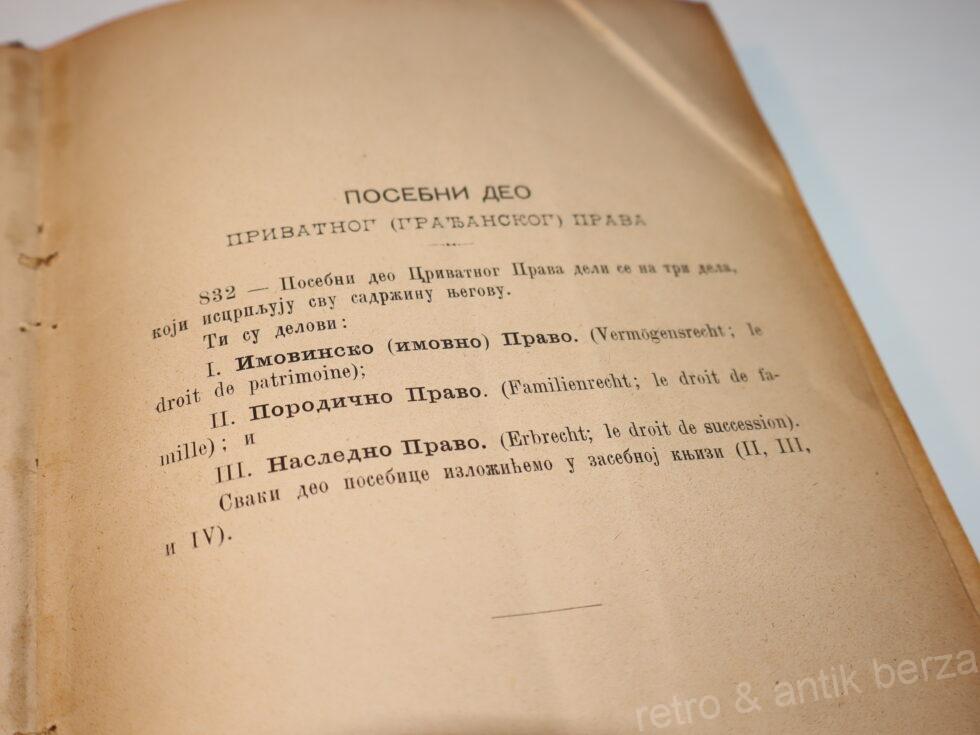 ПОСЕБНИ ДЕО
ПРИВАТНОГ (ГРАЂАНСКОГ) ПРАВА
832 — Посебни део Приватног Права дели се на три дела,
који исцрпљују сву садржину његову.
Ти су делови:
I. Имовинско (имовно) Право. (Vermögensrecht; le
droit de patrimoine);
II. Породично Право. (Familienrecht; le droit de fa-
mille); и
III. Наследно Право. (Erbrecht; le droit de succession).
Сваки део посебице изложићемо у засебној књизи (II, III,
и IV).
retro & antik berza